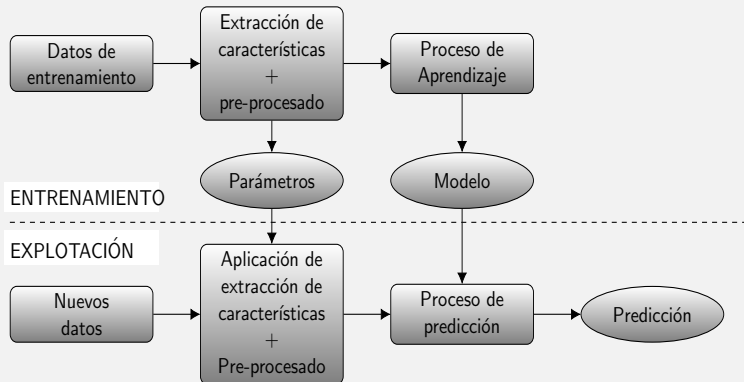 Datos de
entrenamiento
Extracción de
características
+
pre-procesado
Proceso de
Aprendizaje
Parámetros
Modelo
ENTRENAMIENTO
EXPLOTACIÓN
Nuevos
datos
Aplicación de
extracción de
características
+
Pre-procesado
Proceso de
predicción
Predicción